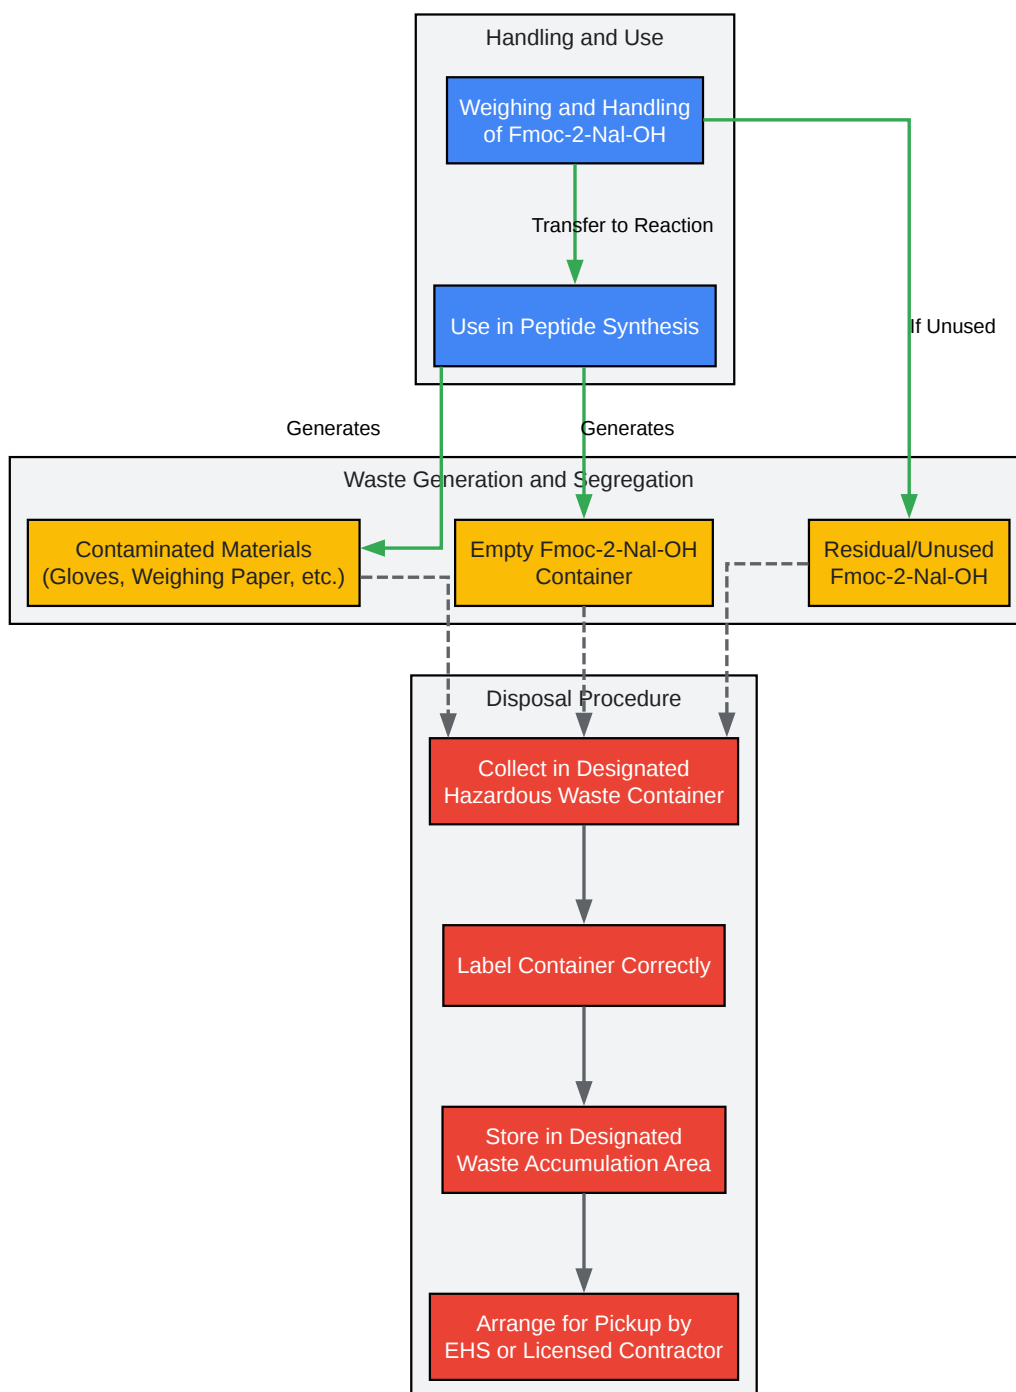 Handling and Use
Weighing and Handling
of Fmoc-2-Nal-OH
Transfer to Reaction
Use in Peptide Synthesis
If Unused
Generates
Generates
Waste Generation and Segregation
Contaminated Materials
(Gloves, Weighing Paper, etc.)
Empty Fmoc-2-Nal-OH
Container
Residual/Unused
Fmoc-2-Nal-OH
Disposal Procedure
Collect in Designated
Hazardous Waste Container
Label Container Correctly
Store in Designated
Waste Accumulation Area
Arrange for Pickup by
EHS or Licensed Contractor